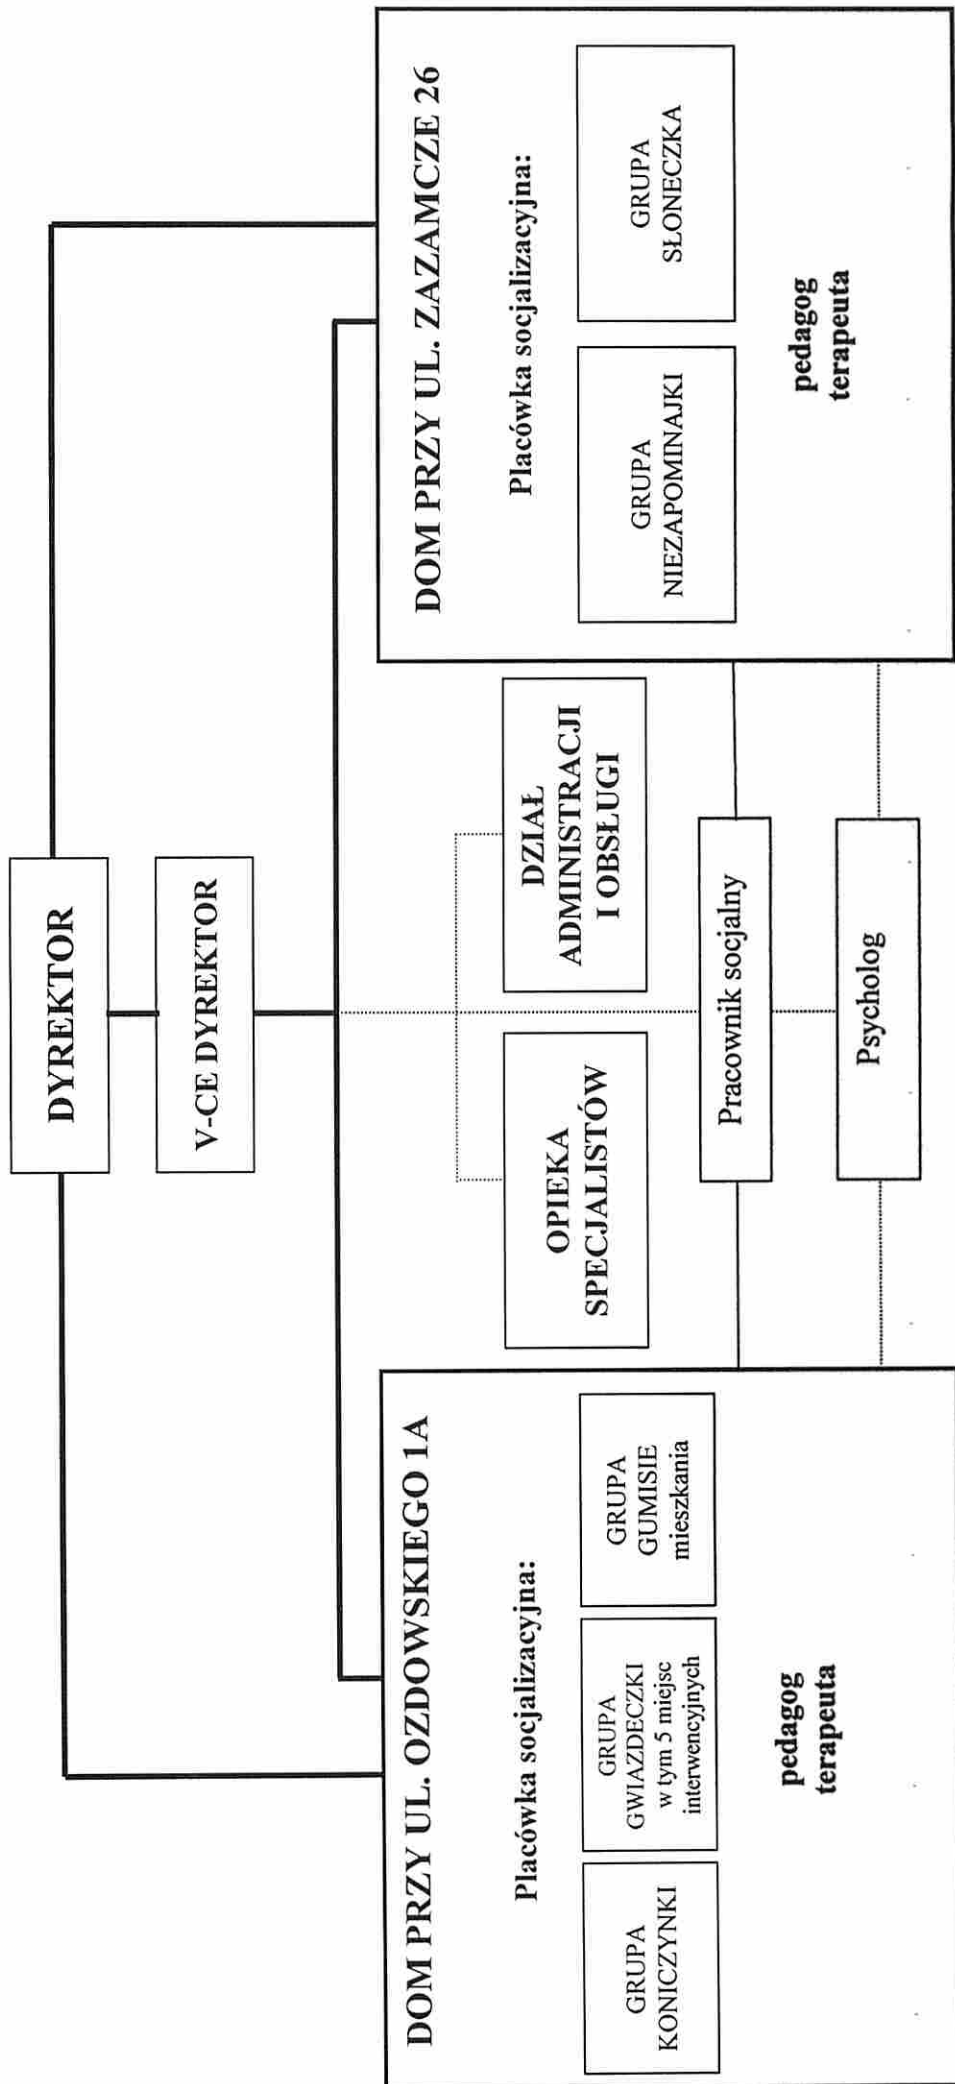 DYREKTOR
V-CE DYREKTOR
DOM PRZY UL. OZDOWSKIEGO 1A
Placówka socjalizacyjna:
GRUPA
KONICZYNKI
GRUPA
GWIAZDECZKI
w tym 5 miejsc
interwencyjnych
GRUPA
GUMISIE
mieszkania
pedagog
terapeuta
OPIEKA
SPECJALISTÓW
DZIAŁ
ADMINISTRACJI
I OBSŁUGI
Pracownik socjalny
Psycholog
DOM PRZY UL. ZAZAMCZE 26
Placówka socjalizacyjna:
GRUPA
NIEZAPOMINAJKI
GRUPA
SŁONECZKA
pedagog
terapeuta